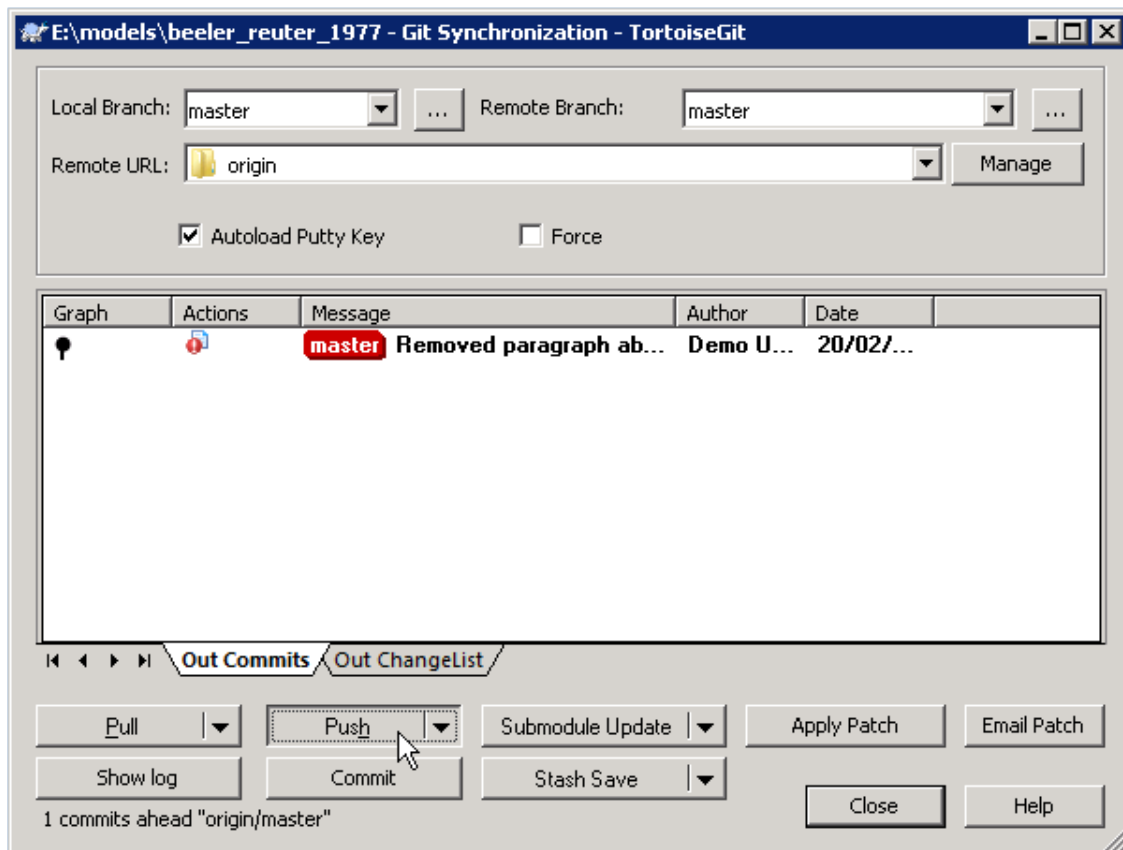 E:\models\beeler_reuter_1977 - Git Synchronization - TortoiseGit
Local Branch: master ... Remote Branch: master ...
Remote URL: origin Manage
Autoload Putty Key Force
Graph Actions Message Author Date
master Removed paragraph ab... Demo U... 20/02/...
Out Commits Out ChangeList
Pull Push Submodule Update Apply Patch Email Patch
Show log Commit Stash Save
Close Help
1 commits ahead "origin/master"